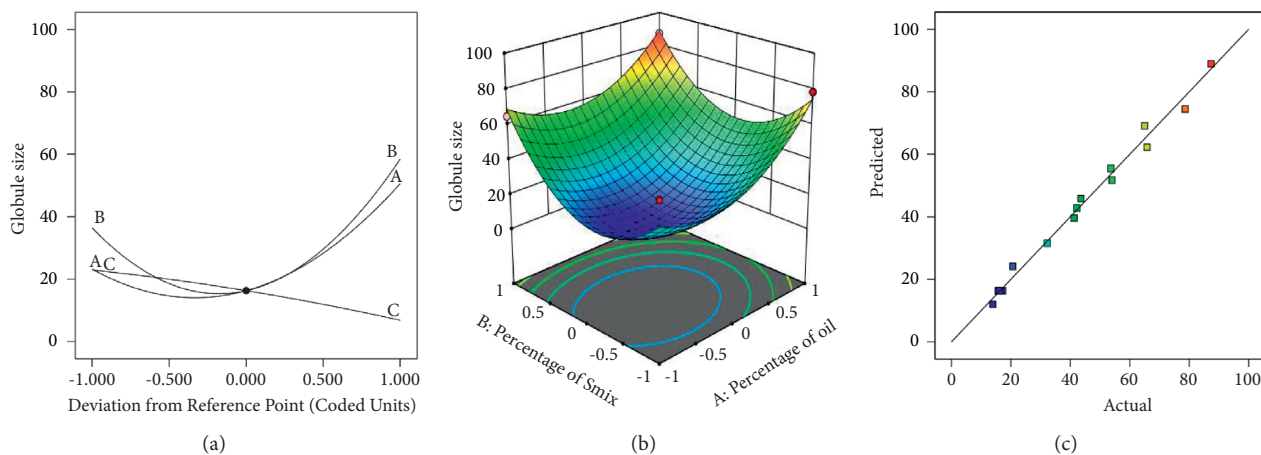 Globule size
100
80
60
40
20
0
B
A
A
C
B
C
-1.000
-0.500
0.000
0.500
1.000
Deviation from Reference Point (Coded Units)
(a)
Globule size
100
80
60
40
20
0
1
0.5
0
-0.5
-1
B: Percentage of Smix
-1
-0.5
0
0.5
1
A: Percentage of oil
(b)
Predicted
100
80
60
40
20
0
0
20
40
60
80
100
Actual
(c)